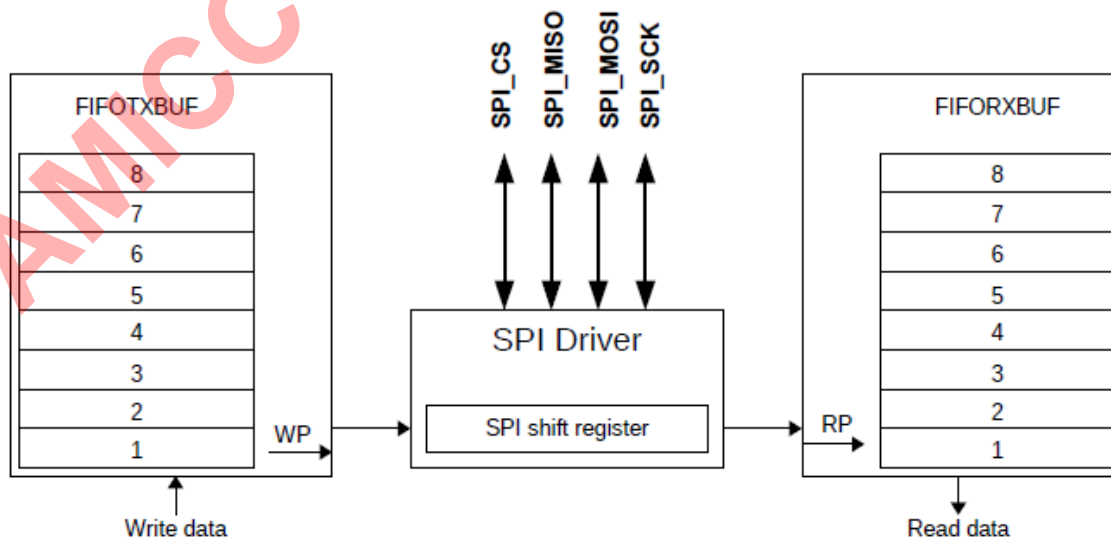 AMICC
SPI_CS
SPI_MISO
SPI_MOSI
SPI_SCK
FIFOTXBUF
8
7
6
5
4
3
2
1
WP
Write data
SPI Driver
SPI shift register
FIFORXBUF
8
7
6
5
4
3
2
1
RP
Read data